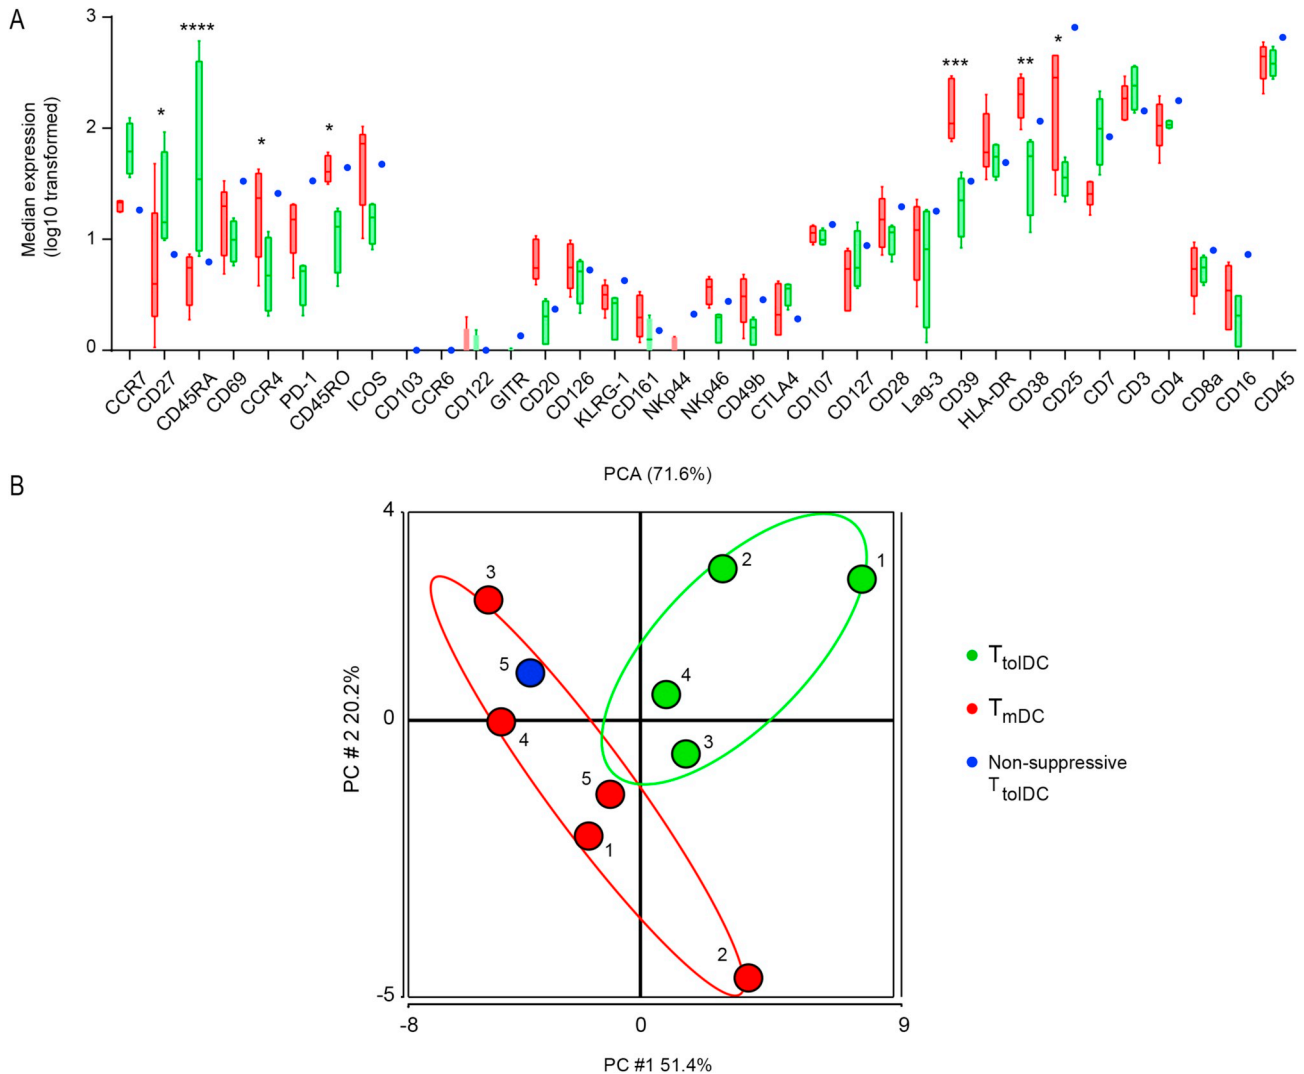 A
Median expression
(log10 transformed)
3
2
1
0
*
****
*
*
***
**
*
CCR7
CD27
CD45RA
CD69
CCR4
PD-1
CD45RO
ICOS
CD103
CCR6
CD122
GITR
CD20
CD126
KLRG-1
CD161
NKp44
NKp46
CD49b
CTLA4
CD107
CD127
CD28
Lag-3
CD39
HLA-DR
CD38
CD25
CD7
CD3
CD4
CD8a
CD16
CD45
B
PCA (71.6%)
PC # 2 20.2%
4
0
-5
3
5
4
5
1
2
2
1
4
3
-8
0
9
PC #1 51.4%
TtolDC
TmDC
Non-suppressive
TtolDC